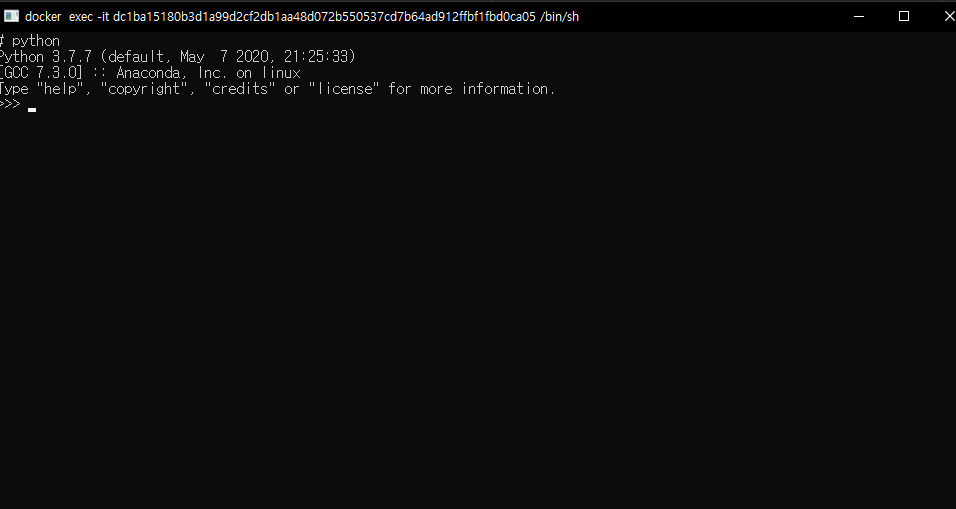 docker exec -it dc1ba15180b3d1a99d2cf2db1aa48d072b550537cd7b64ad912ffbf1fbd0ca05 /bin/sh
# python
Python 3.7.7 (default, May  7 2020, 21:25:33)
[GCC 7.3.0] :: Anaconda, Inc. on linux
Type "help", "copyright", "credits" or "license" for more information.
>>>